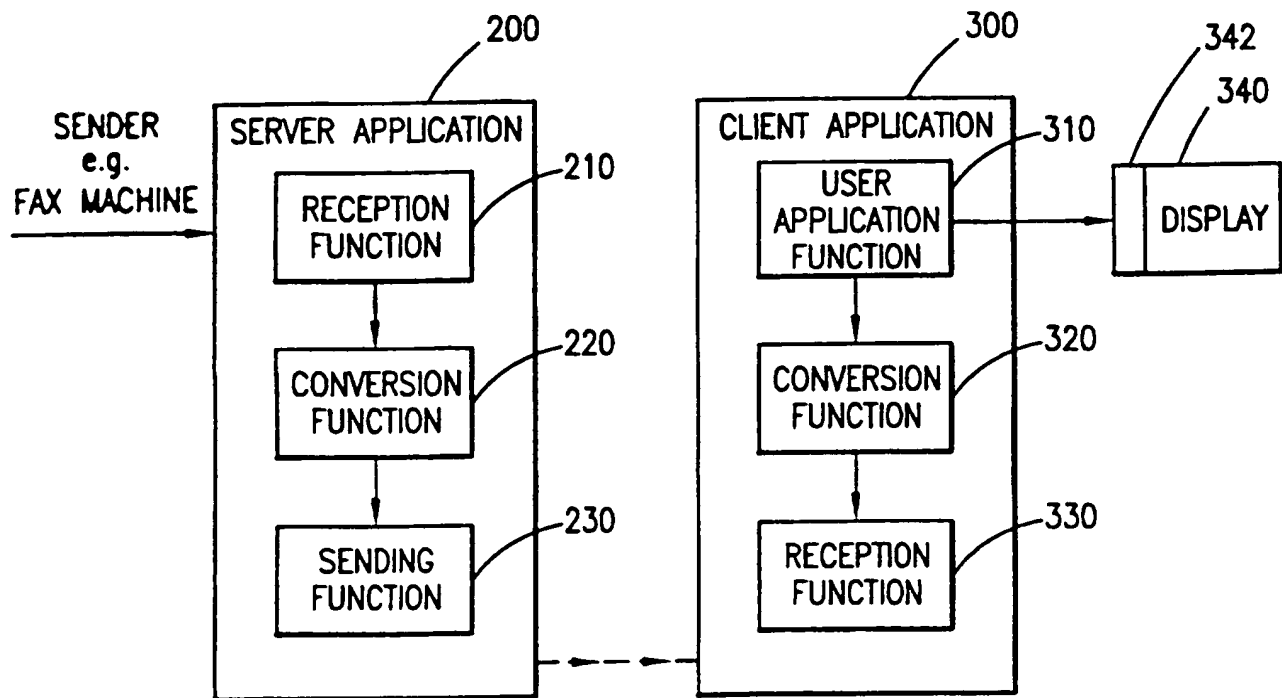 200
300
342
340
SENDER
e.g.
FAX MACHINE
SERVER APPLICATION
210
RECEPTION
FUNCTION
220
CONVERSION
FUNCTION
230
SENDING
FUNCTION
CLIENT APPLICATION
310
USER
APPLICATION
FUNCTION
DISPLAY
320
CONVERSION
FUNCTION
330
RECEPTION
FUNCTION